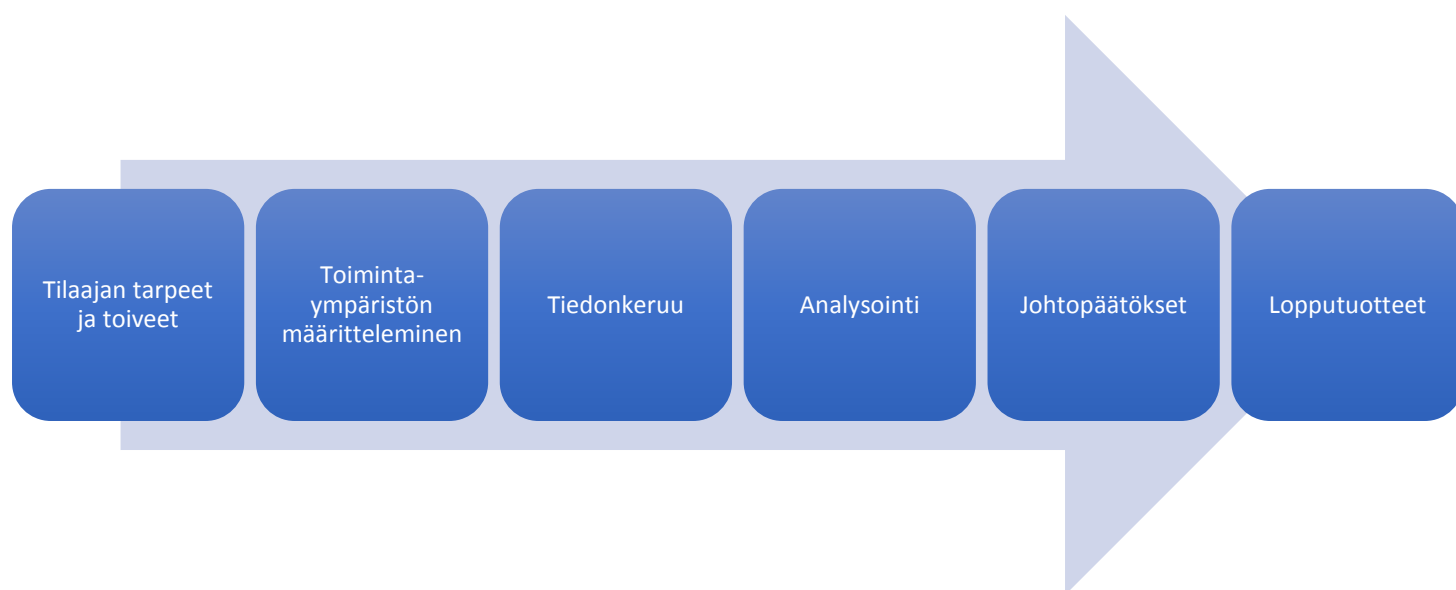 Tilaajan tarpeet
ja toiveet
Toiminta-
ympäristön
määritteleminen
Tiedonkeruu
Analysointi
Johtopäätökset
Lopputuotteet